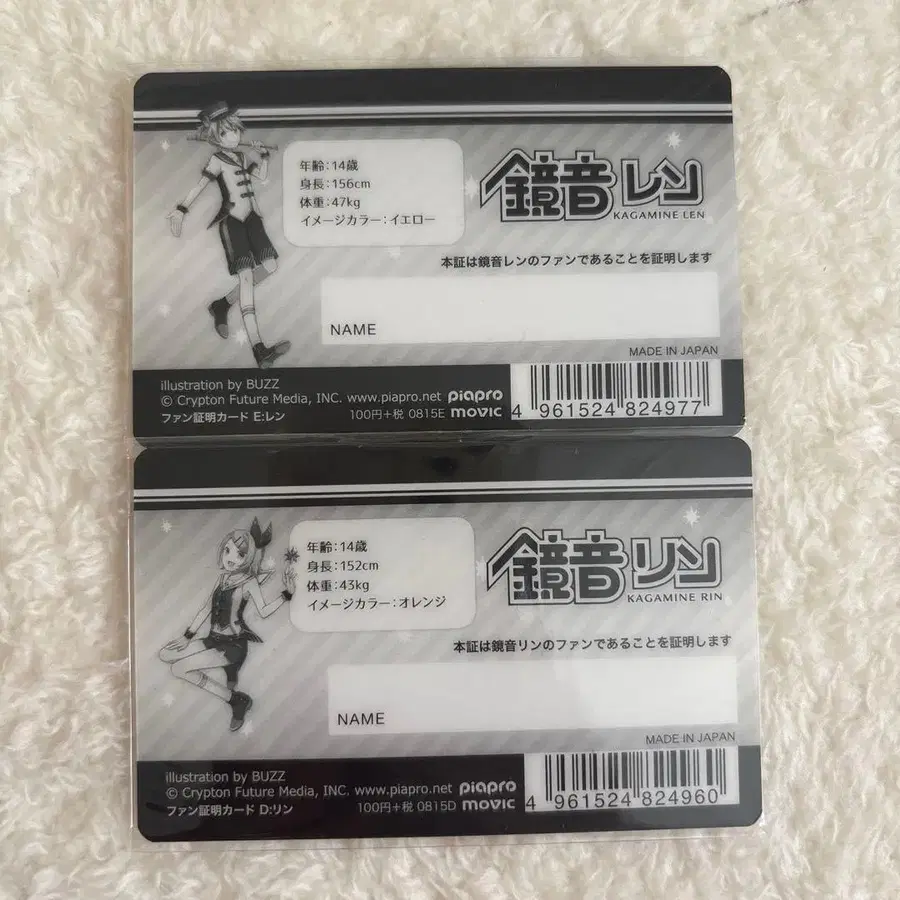 年齢：14歳
身長：156cm
体重：47kg
イメージカラー：イエロー
鏡音レン
KAGAMINE LEN
本証は鏡音レンのファンであることを証明します
NAME
MADE IN JAPAN
illustration by BUZZ
© Crypton Future Media, INC. www.piapro.net piapro
ファン証明カード E:レン 100円+税 0815E movic
4 961524 824977
年齢：14歳
身長：152cm
体重：43kg
イメージカラー：オレンジ
鏡音リン
KAGAMINE RIN
本証は鏡音リンのファンであることを証明します
NAME
MADE IN JAPAN
illustration by BUZZ
© Crypton Future Media, INC. www.piapro.net piapro
ファン証明カード D:リン 100円+税 0815D movic
4 961524 824960